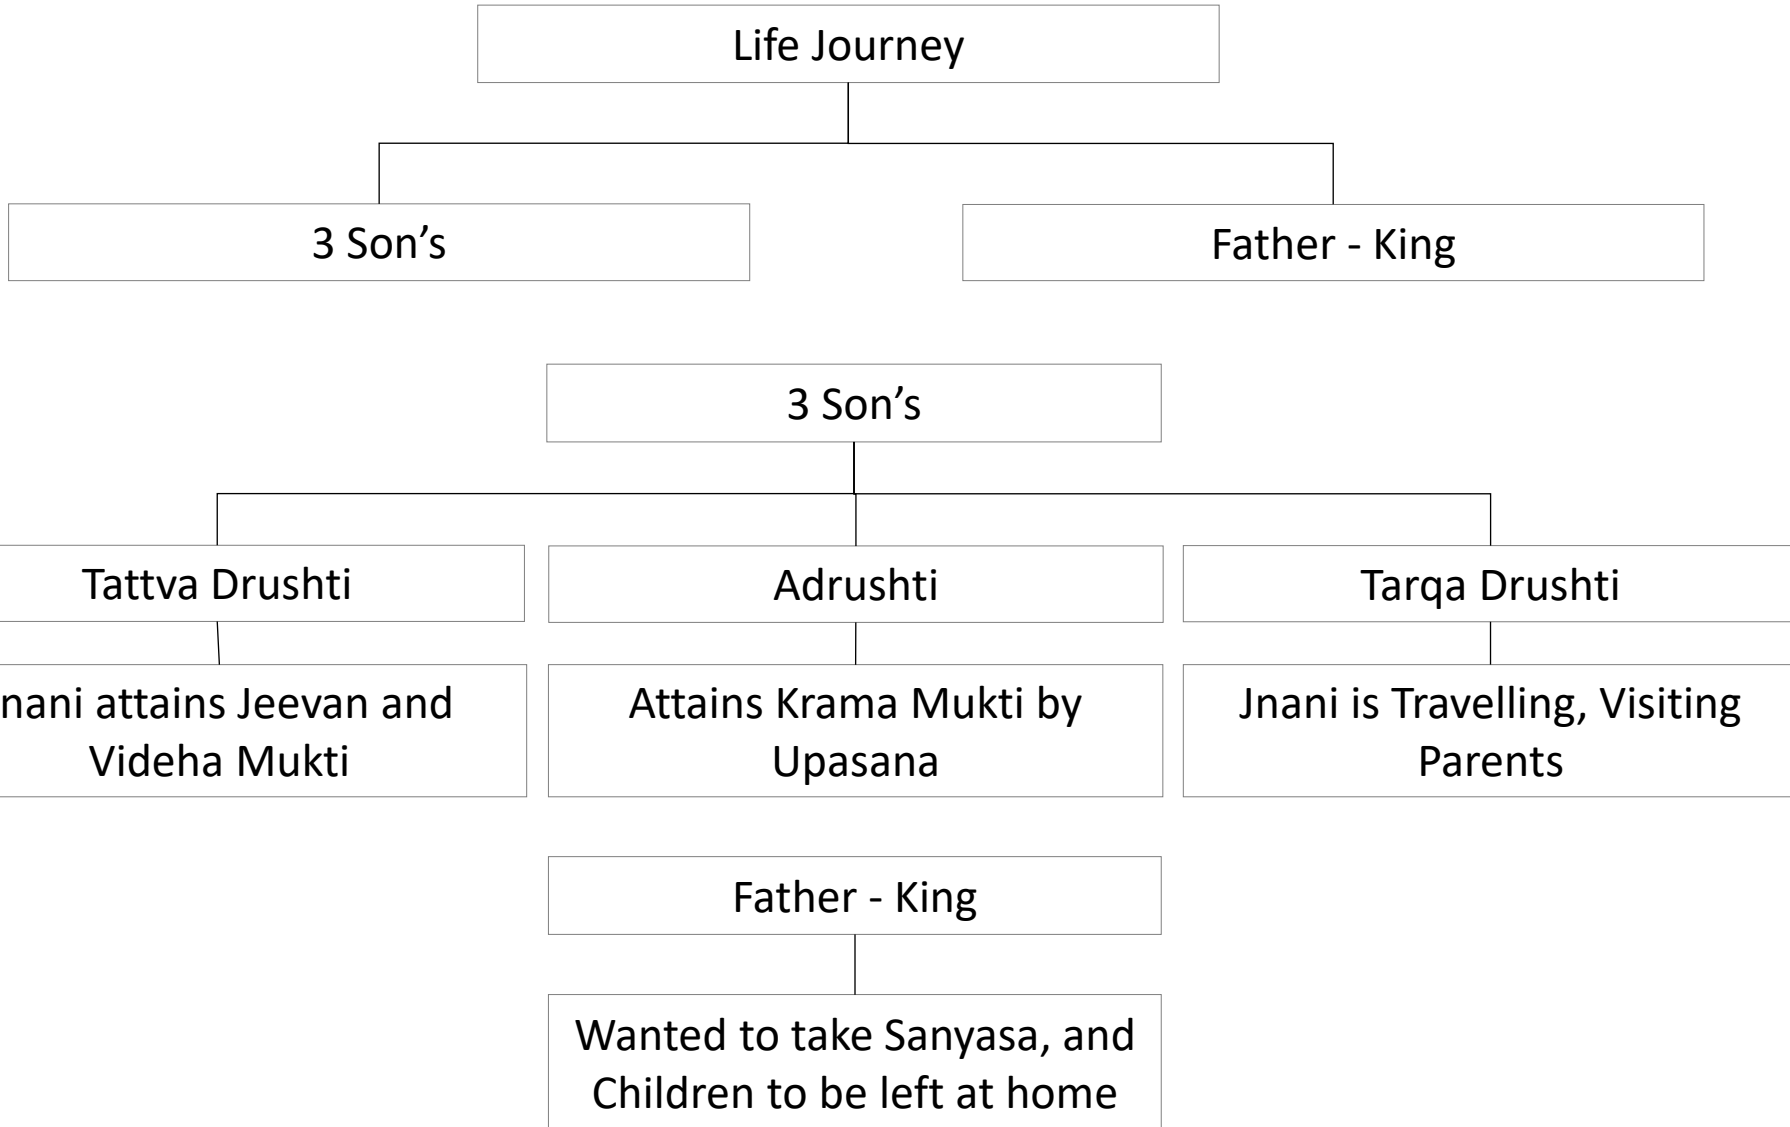 Life Journey
3 Son’s
Father - King
3 Son’s
Tattva Drushti
Adrushti
Tarqa Drushti
nani attains Jeevan and
Videha Mukti
Attains Krama Mukti by
Upasana
Jnani is Travelling, Visiting
Parents
Father - King
Wanted to take Sanyasa, and
Children to be left at home